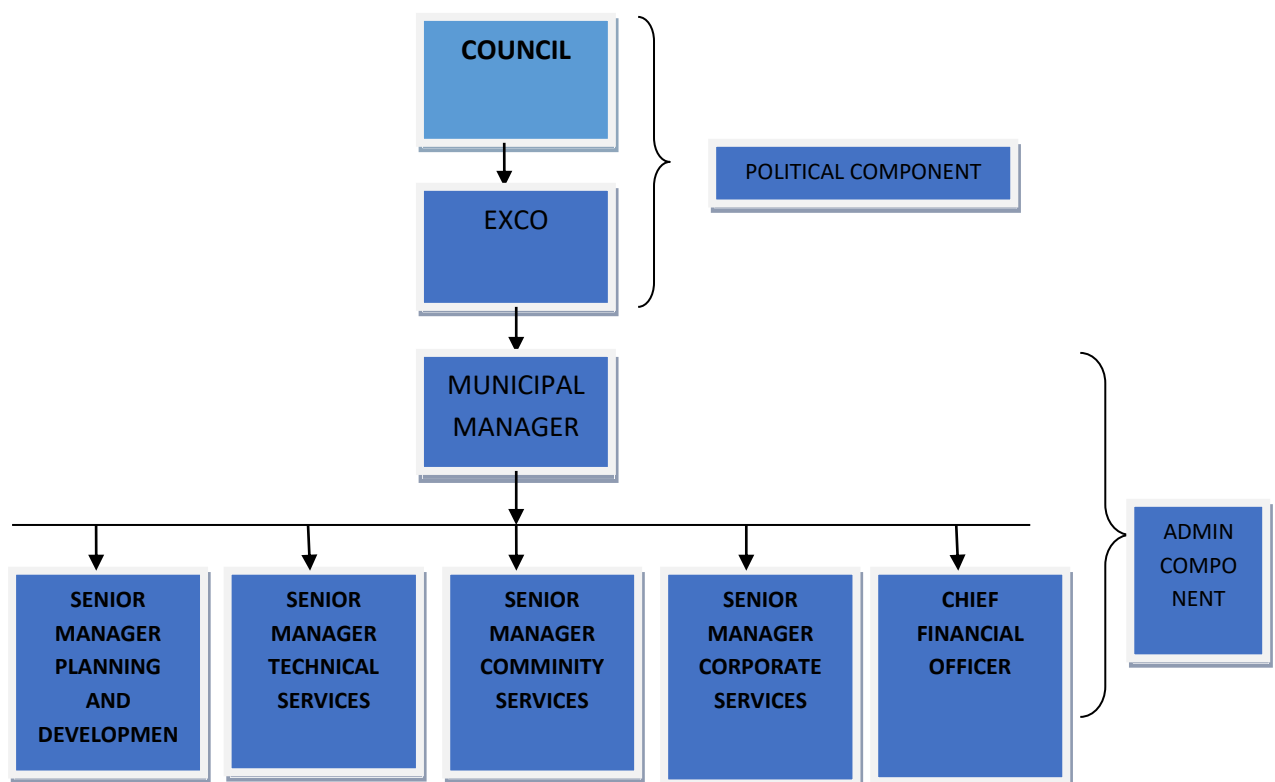 COUNCIL
POLITICAL COMPONENT
EXCO
MUNICIPAL
MANAGER
ADMIN
COMPO
NENT
SENIOR
MANAGER
PLANNING
AND
DEVELOPMEN
SENIOR
MANAGER
TECHNICAL
SERVICES
SENIOR
MANAGER
COMMINITY
SERVICES
SENIOR
MANAGER
CORPORATE
SERVICES
CHIEF
FINANCIAL
OFFICER